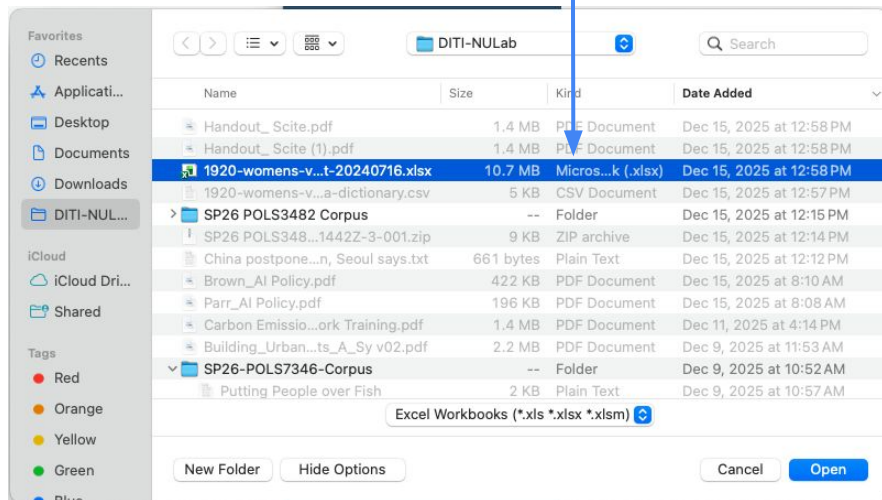 Favorites
Recents
Applicati...
Desktop
Documents
Downloads
DITI-NUL...
iCloud
iCloud Dri...
Shared
Tags
Red
Orange
Yellow
Green
Blue
DITI-NULab
Search
Name Size Kind Date Added
Handout_ Scite.pdf 1.4 MB PDF Document Dec 15, 2025 at 12:58 PM
Handout_ Scite (1).pdf 1.4 MB PDF Document Dec 15, 2025 at 12:58 PM
1920-womens-v...t-20240716.xlsx 10.7 MB Micros...k (.xlsx) Dec 15, 2025 at 12:58 PM
1920-womens-v...a-dictionary.csv 5 KB CSV Document Dec 15, 2025 at 12:57 PM
SP26 POLS3482 Corpus -- Folder Dec 15, 2025 at 12:15 PM
SP26 POLS348...1442Z-3-001.zip 9 KB ZIP archive Dec 15, 2025 at 12:14 PM
China postpone...n, Seoul says.txt 661 bytes Plain Text Dec 15, 2025 at 12:12 PM
Brown_AI Policy.pdf 422 KB PDF Document Dec 15, 2025 at 8:10 AM
Parr_AI Policy.pdf 196 KB PDF Document Dec 15, 2025 at 8:08 AM
Carbon Emissio...ork Training.pdf 1.4 MB PDF Document Dec 11, 2025 at 4:14 PM
Building_Urban...ts_A_Sy v02.pdf 2.2 MB PDF Document Dec 9, 2025 at 11:53 AM
SP26-POLS7346-Corpus -- Folder Dec 9, 2025 at 10:52 AM
Putting People over Fish 2 KB Plain Text Dec 9, 2025 at 10:57 AM
Excel Workbooks (*.xls *.xlsx *.xlsm)
New Folder Hide Options Cancel Open